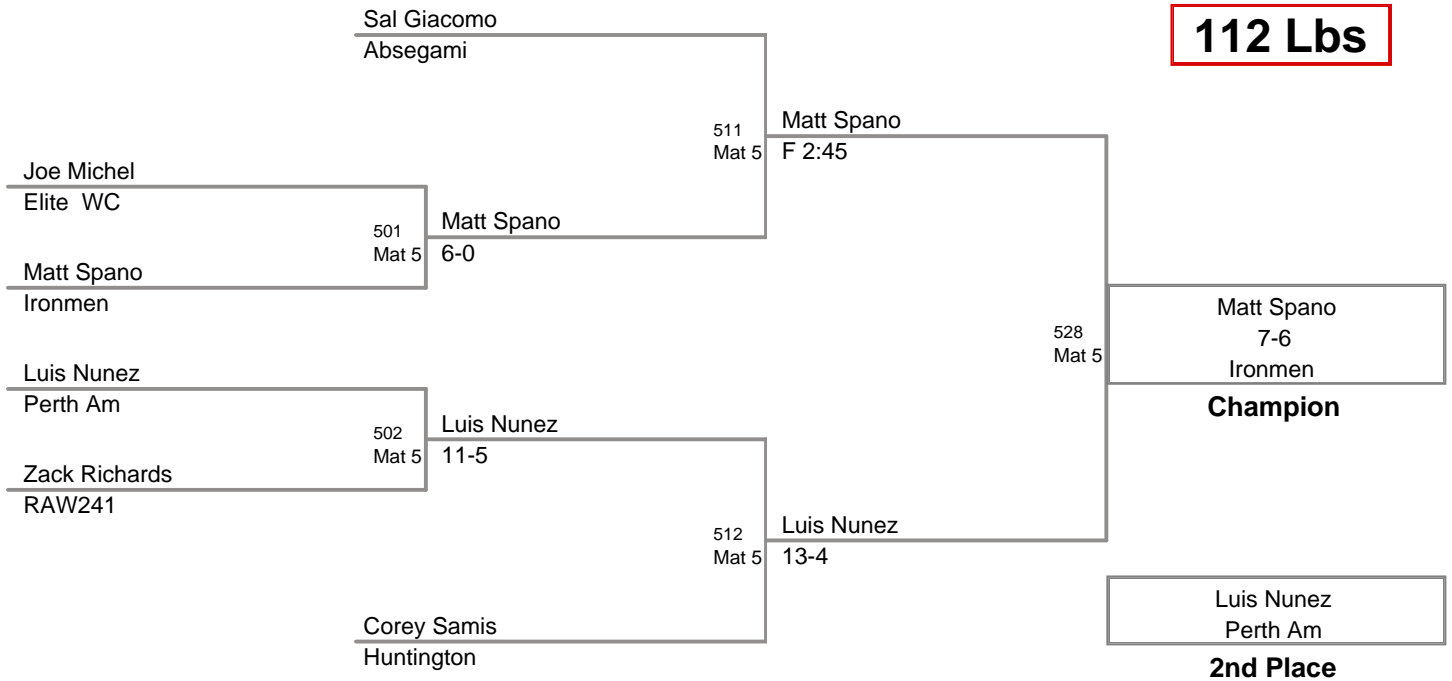 Sal Giacomo
Absegami
112 Lbs
511
Mat 5
Matt Spano
F 2:45
Joe Michel
Elite  WC
501
Mat 5
Matt Spano
6-0
Matt Spano
Ironmen
528
Mat 5
Matt Spano
7-6
Ironmen
Champion
Luis Nunez
Perth Am
502
Mat 5
Luis Nunez
11-5
Zack Richards
RAW241
512
Mat 5
Luis Nunez
13-4
Corey Samis
Huntington
Luis Nunez
Perth Am
2nd Place